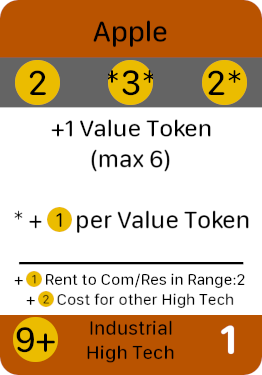 Apple
2 *3* 2*
+1 Value Token
(max 6)
* + 1 per Value Token
+ 1 Rent to Com/Res in Range:2
+ 2 Cost for other High Tech
9+ Industrial 1
High Tech